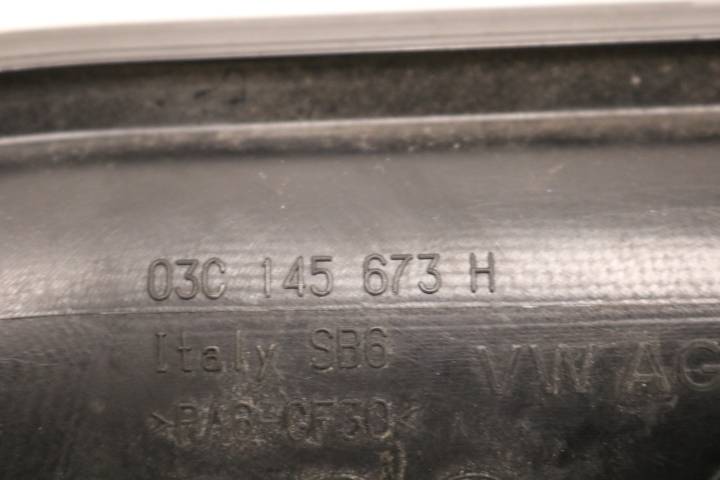 03C 145 673 H
Italy SB6 VW AG
>PA6-GF30<